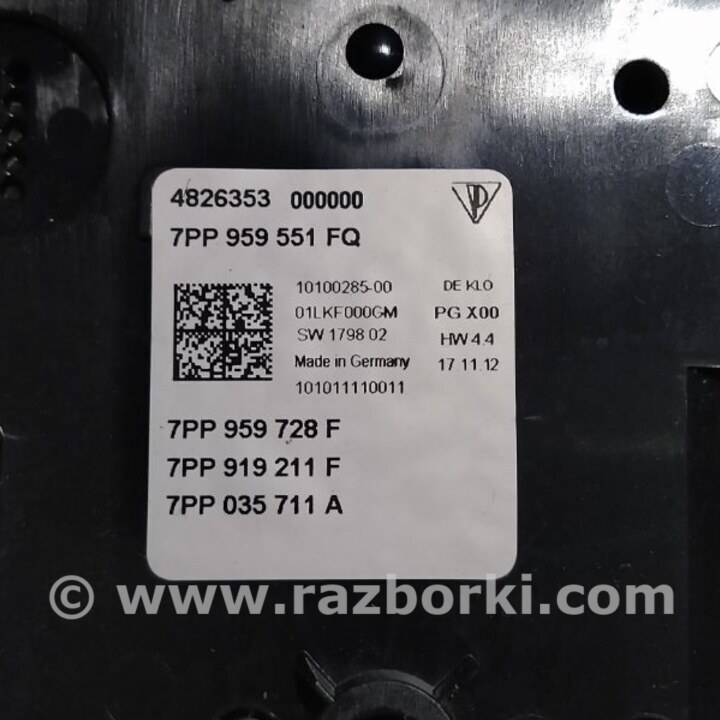 4826353 000000
7PP 959 551 FQ
10100285-00 DE KLO
01LKF000GM PG X00
SW 1798 02 HW 4.4
Made in Germany 17 11.12
101011110011
7PP 959 728 F
7PP 919 211 F
7PP 035 711 A
© www.razborki.com